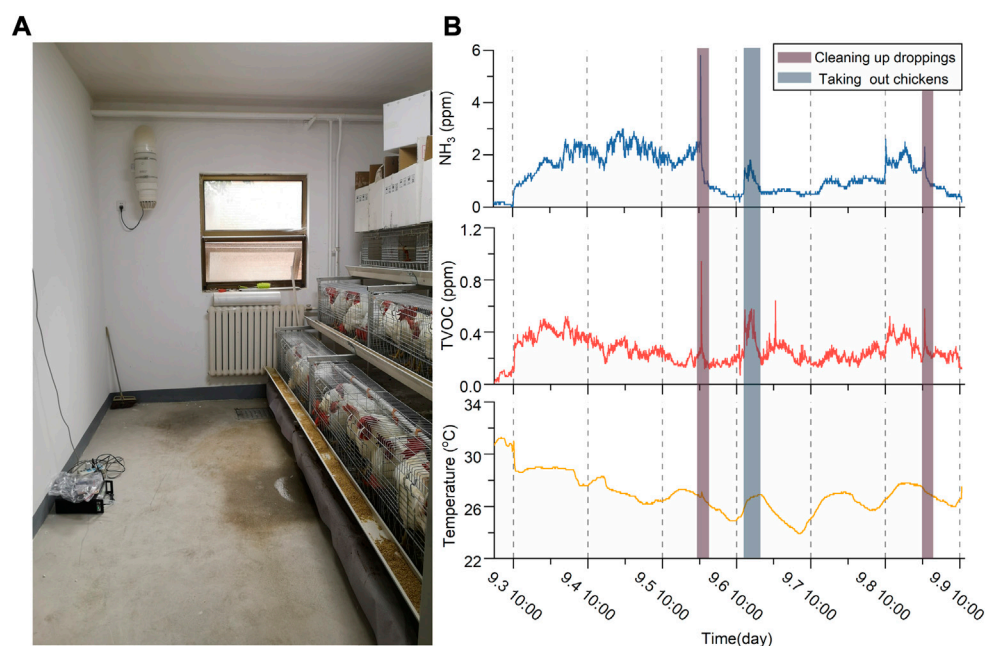 A
B
Cleaning up droppings
Taking out chickens
NH₃ (ppm)
6
4
2
0
TVOC (ppm)
1.2
0.8
0.4
0.0
Temperature (°C)
34
30
26
22
9.3 10:00
9.4 10:00
9.5 10:00
9.6 10:00
9.7 10:00
9.8 10:00
9.9 10:00
Time(day)